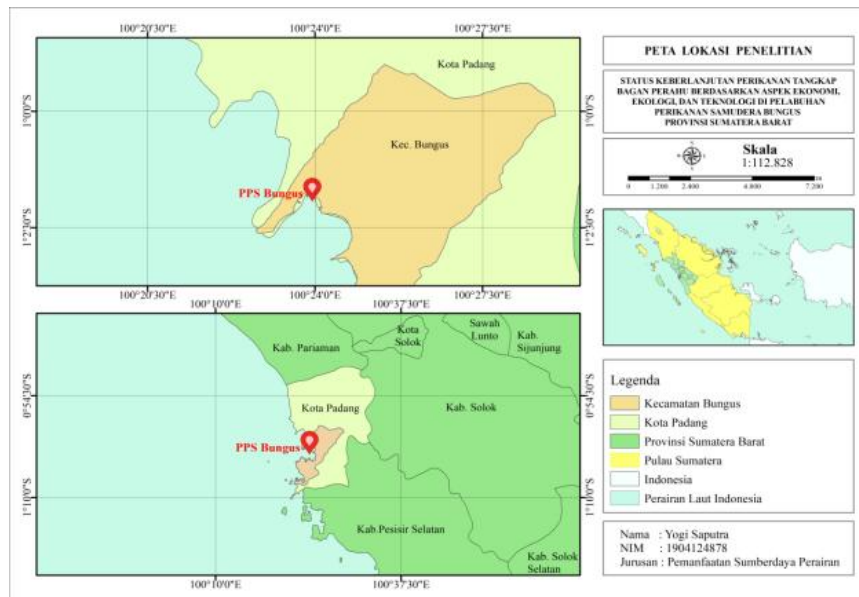 100°20'30"E 100°24'0"E 100°27'30"E
Kota Padang
1°0'0"S
1°0'0"S
Kec. Bungus
PPS Bungus
1°2'30"S
1°2'30"S
100°20'30"E 100°24'0"E 100°27'30"E
100°10'0"E 100°37'30"E
Kab. Pariaman
Kota
Solok
Sawah
Lunto
Kab.
Sijunjung
0°54'30"S
0°54'30"S
Kota Padang
Kab. Solok
PPS Bungus
1°10'0"S
1°10'0"S
Kab.Pesisir Selatan
Kab. Solok
Selatan
100°10'0"E 100°37'30"E
PETA LOKASI PENELITIAN
STATUS KEBERLANJUTAN PERIKANAN TANGKAP
BAGAN PERAHU BERDASARKAN ASPEK EKONOMI,
EKOLOGI, DAN TEKNOLOGI DI PELABUHAN
PERIKANAN SAMUDERA BUNGUS
PROVINSI SUMATERA BARAT
Skala
1:112.828
0 1.200 2.400 4.800 7.200
Legenda
Kecamatan Bungus
Kota Padang
Provinsi Sumatera Barat
Pulau Sumatera
Indonesia
Perairan Laut Indonesia
Nama : Yogi Saputra
NIM : 1904124878
Jurusan : Pemanfaatan Sumberdaya Perairan